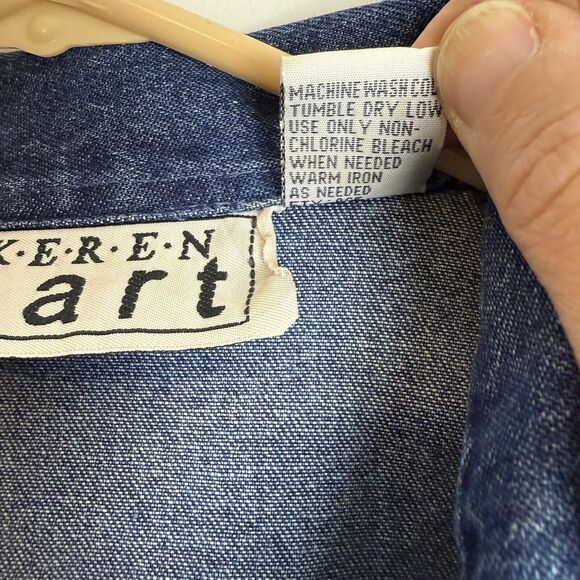 MACHINE WASH COL
TUMBLE DRY LOW
USE ONLY NON-
CHLORINE BLEACH
WHEN NEEDED
WARM IRON
AS NEEDED
K·E·R·E·N
art